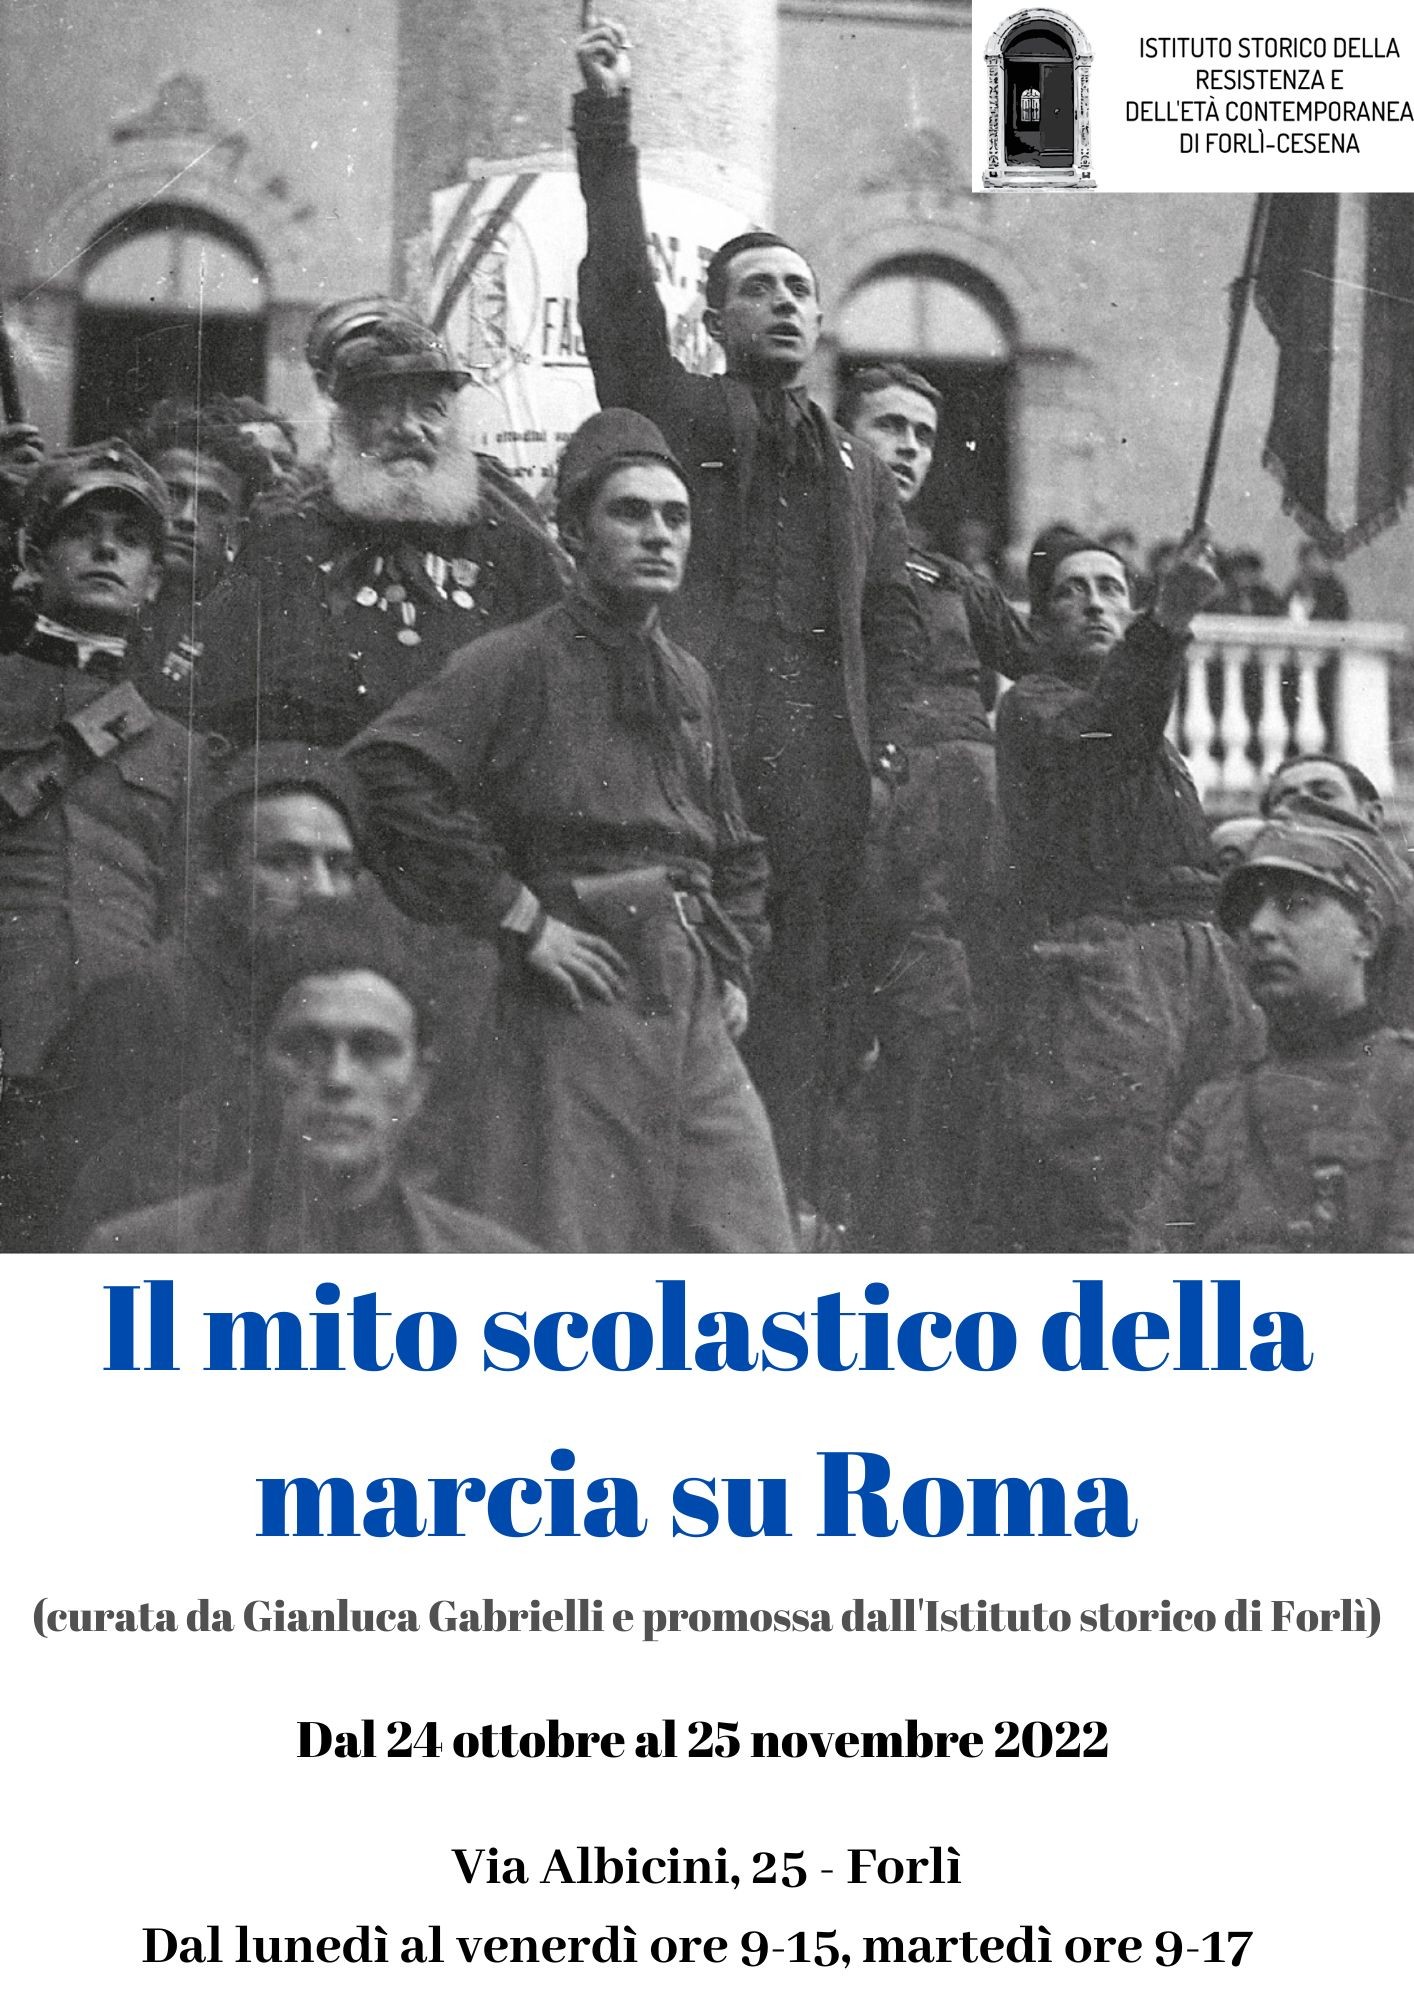 ISTITUTO STORICO DELLA
RESISTENZA E
DELL'ETÀ CONTEMPORANEA
DI FORLÌ-CESENA
Il mito scolastico della
marcia su Roma
(curata da Gianluca Gabrielli e promossa dall'Istituto storico di Forlì)
Dal 24 ottobre al 25 novembre 2022
Via Albicini, 25 - Forlì
Dal lunedì al venerdì ore 9-15, martedì ore 9-17